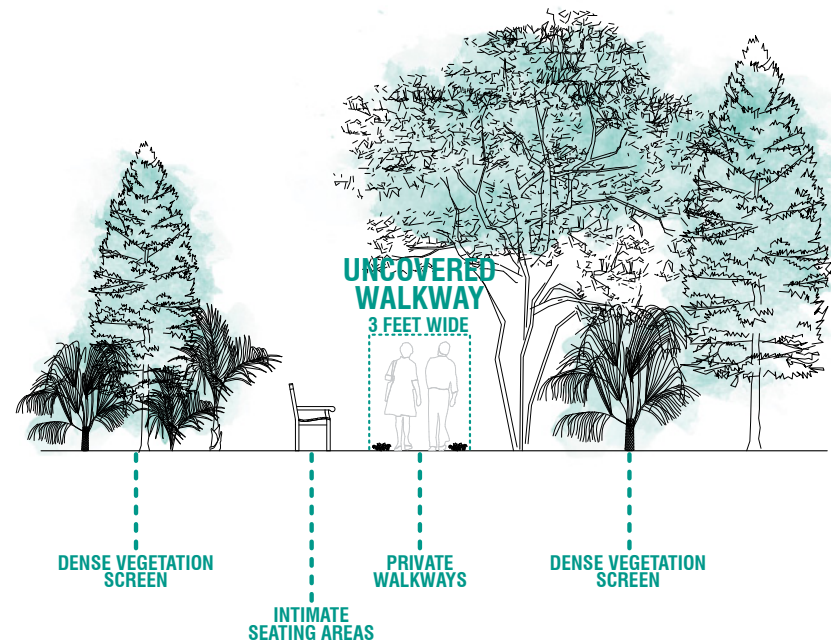 UNCOVERED
WALKWAY
3 FEET WIDE
DENSE VEGETATION
SCREEN
INTIMATE
SEATING AREAS
PRIVATE
WALKWAYS
DENSE VEGETATION
SCREEN